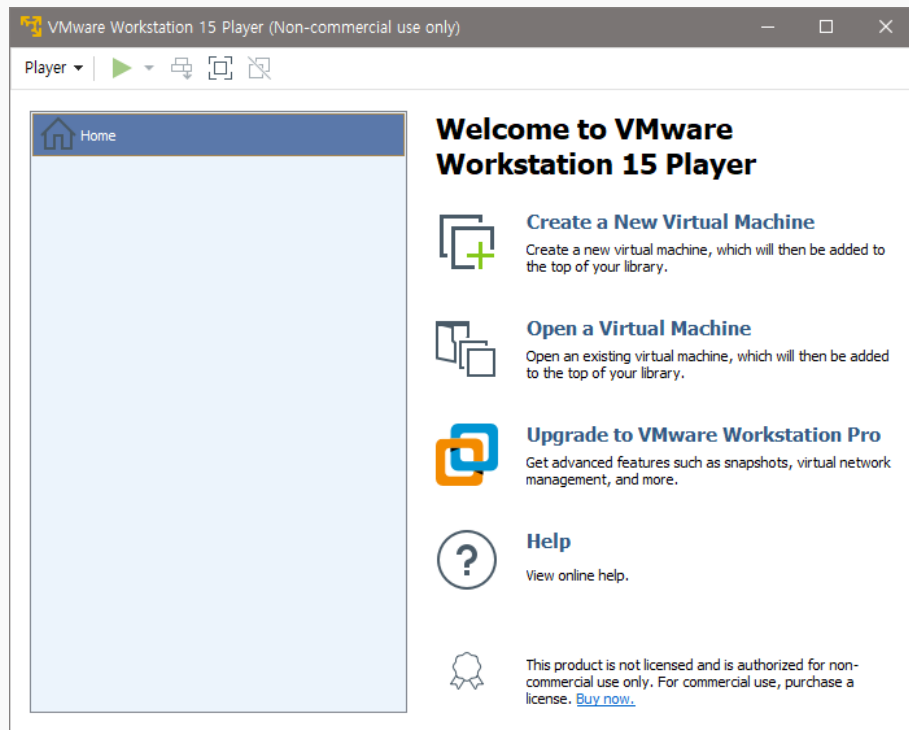 VMware Workstation 15 Player (Non-commercial use only)
Player
Home
Welcome to VMware
Workstation 15 Player
Create a New Virtual Machine
Create a new virtual machine, which will then be added to
the top of your library.
Open a Virtual Machine
Open an existing virtual machine, which will then be added
to the top of your library.
Upgrade to VMware Workstation Pro
Get advanced features such as snapshots, virtual network
management, and more.
Help
View online help.
This product is not licensed and is authorized for non-
commercial use only. For commercial use, purchase a
license. Buy now.